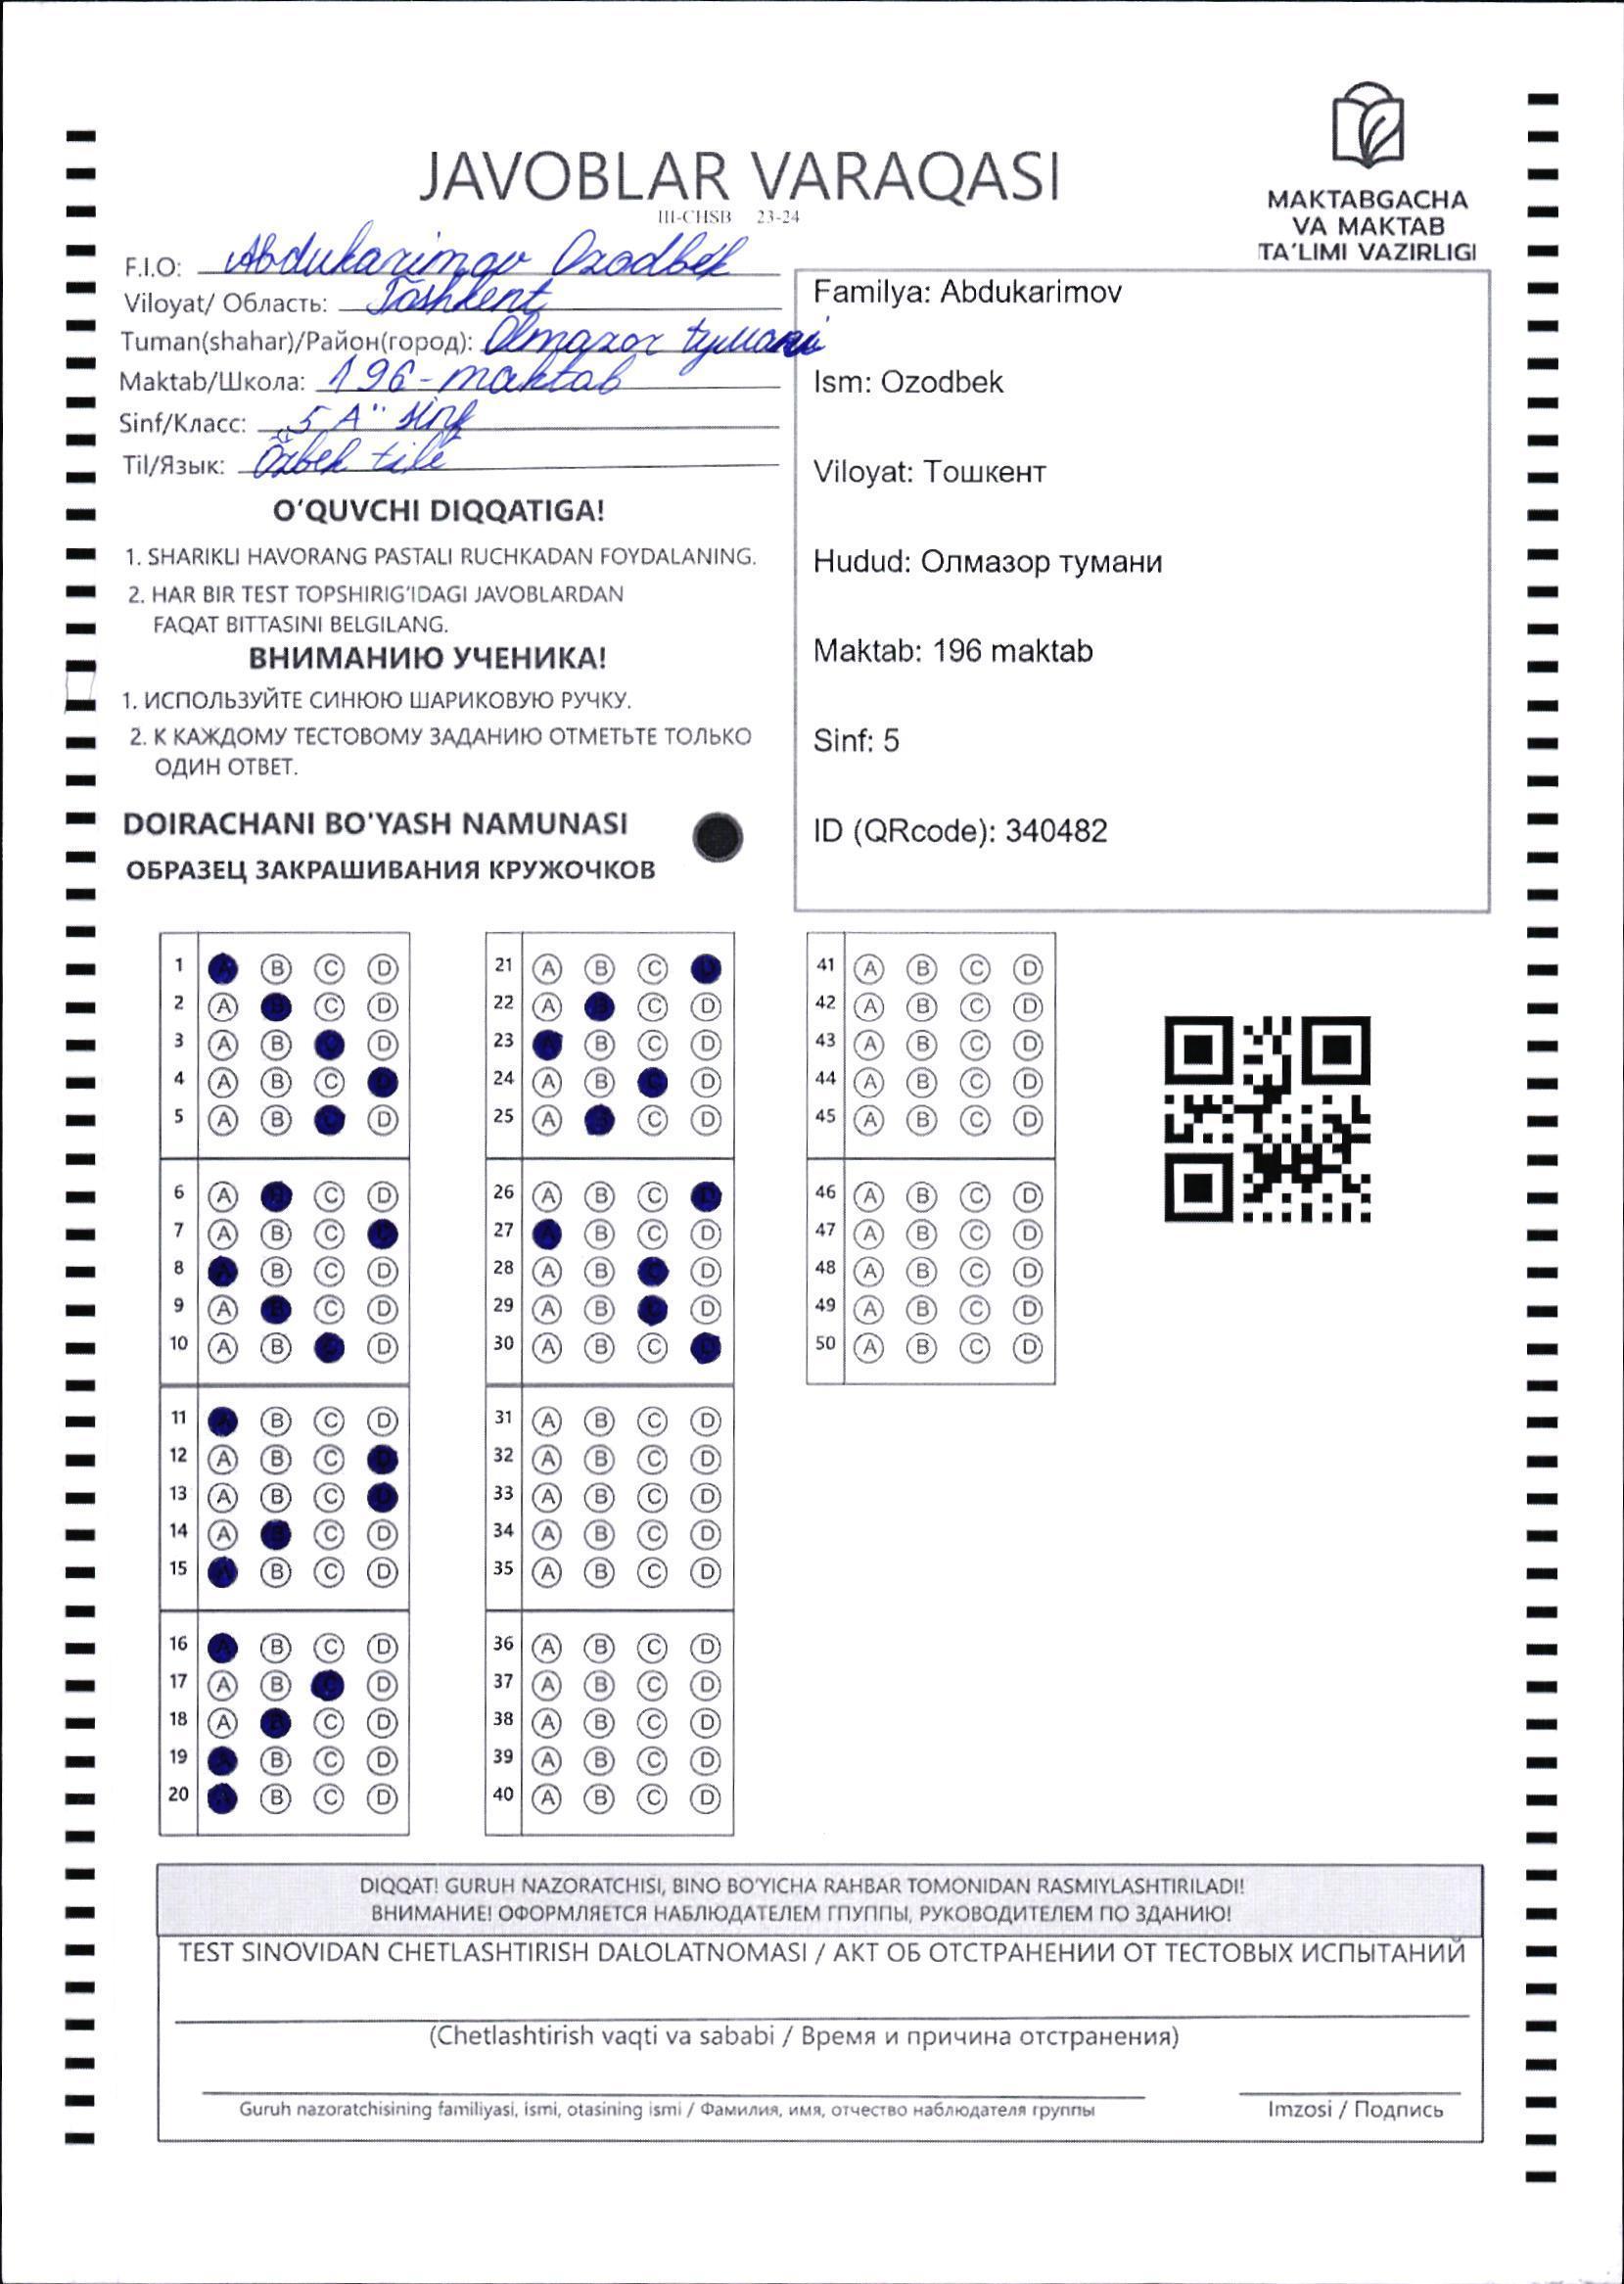 JAVOBLAR VARAQASI
III-CHSB 23-24
MAKTABGACHA
VA MAKTAB
TA'LIMI VAZIRLIGI
F.I.O: Abdukarimov Ozodbek
Viloyat/ Область: Tashkent
Tuman(shahar)/Район(город): Olmazor tumani
Maktab/Школа: 196-maktab
Sinf/Класс: „5 A" sinf
Til/Язык: Õzbek tili
O'QUVCHI DIQQATIGA!
1. SHARIKLI HAVORANG PASTALI RUCHKADAN FOYDALANING.
2. HAR BIR TEST TOPSHIRIG'IDAGI JAVOBLARDAN
FAQAT BITTASINI BELGILANG.
ВНИМАНИЮ УЧЕНИКА!
1. ИСПОЛЬЗУЙТЕ СИНЮЮ ШАРИКОВУЮ РУЧКУ.
2. К КАЖДОМУ ТЕСТОВОМУ ЗАДАНИЮ ОТМЕТЬТЕ ТОЛЬКО
ОДИН ОТВЕТ.
DOIRACHANI BO'YASH NAMUNASI
ОБРАЗЕЦ ЗАКРАШИВАНИЯ КРУЖОЧКОВ
Familya: Abdukarimov
Ism: Ozodbek
Viloyat: Тошкент
Hudud: Олмазор тумани
Maktab: 196 maktab
Sinf: 5
ID (QRcode): 340482
1 A B C D
2 A B C D
3 A B C D
4 A B C D
5 A B C D
6 A B C D
7 A B C D
8 A B C D
9 A B C D
10 A B C D
11 A B C D
12 A B C D
13 A B C D
14 A B C D
15 A B C D
16 A B C D
17 A B C D
18 A B C D
19 A B C D
20 A B C D
21 A B C D
22 A B C D
23 A B C D
24 A B C D
25 A B C D
26 A B C D
27 A B C D
28 A B C D
29 A B C D
30 A B C D
31 A B C D
32 A B C D
33 A B C D
34 A B C D
35 A B C D
36 A B C D
37 A B C D
38 A B C D
39 A B C D
40 A B C D
41 A B C D
42 A B C D
43 A B C D
44 A B C D
45 A B C D
46 A B C D
47 A B C D
48 A B C D
49 A B C D
50 A B C D
DIQQAT! GURUH NAZORATCHISI, BINO BO'YICHA RAHBAR TOMONIDAN RASMIYLASHTIRILADI!
ВНИМАНИЕ! ОФОРМЛЯЕТСЯ НАБЛЮДАТЕЛЕМ ГПУППЫ, РУКОВОДИТЕЛЕМ ПО ЗДАНИЮ!
TEST SINOVIDAN CHETLASHTIRISH DALOLATNOMASI / АКТ ОБ ОТСТРАНЕНИИ ОТ ТЕСТОВЫХ ИСПЫТАНИЙ
(Chetlashtirish vaqti va sababi / Время и причина отстранения)
Guruh nazoratchisining familiyasi, ismi, otasining ismi / Фамилия, имя, отчество наблюдателя группы
Imzosi / Подпись